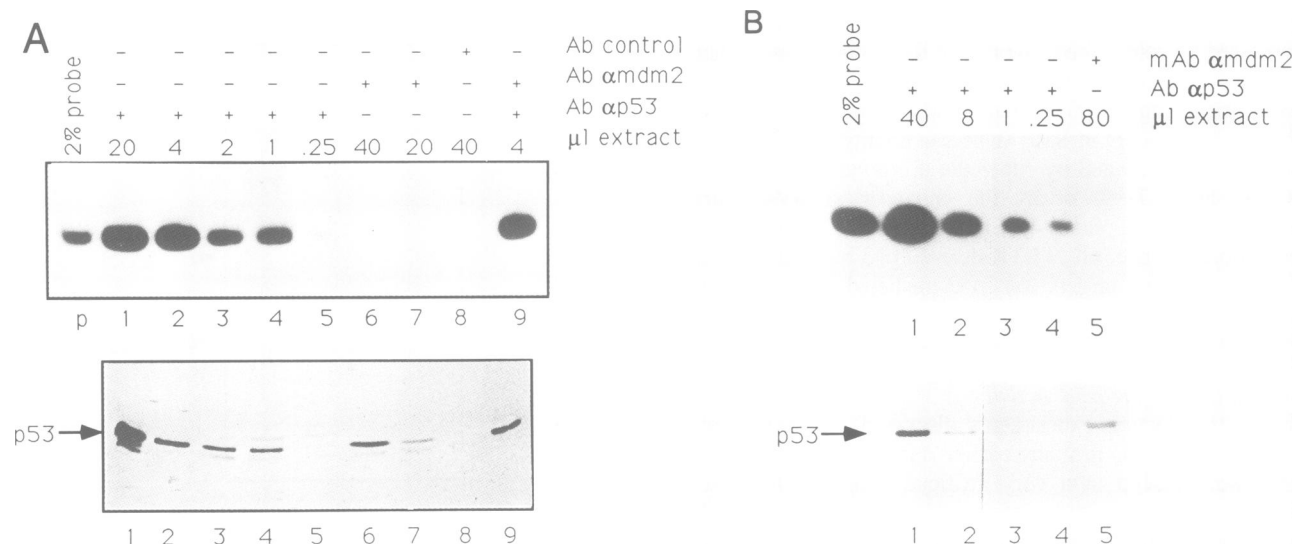 A
2% probe
- - - - - - - + - Ab control
- - - - - + + - + Ab αmdm2
+ + + + + - - - + Ab αp53
20 4 2 1 .25 40 20 40 4 µl extract
p 1 2 3 4 5 6 7 8 9
p53
1 2 3 4 5 6 7 8 9
B
2% probe
- - - - + mAb αmdm2
+ + + + - Ab αp53
40 8 1 .25 80 µl extract
1 2 3 4 5
p53
1 2 3 4 5